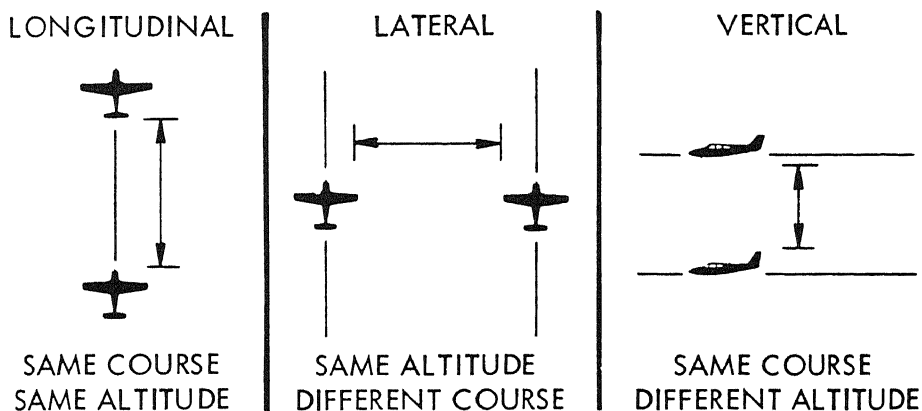 LONGITUDINAL
SAME COURSE
SAME ALTITUDE
LATERAL
SAME ALTITUDE
DIFFERENT COURSE
VERTICAL
SAME COURSE
DIFFERENT ALTITUDE